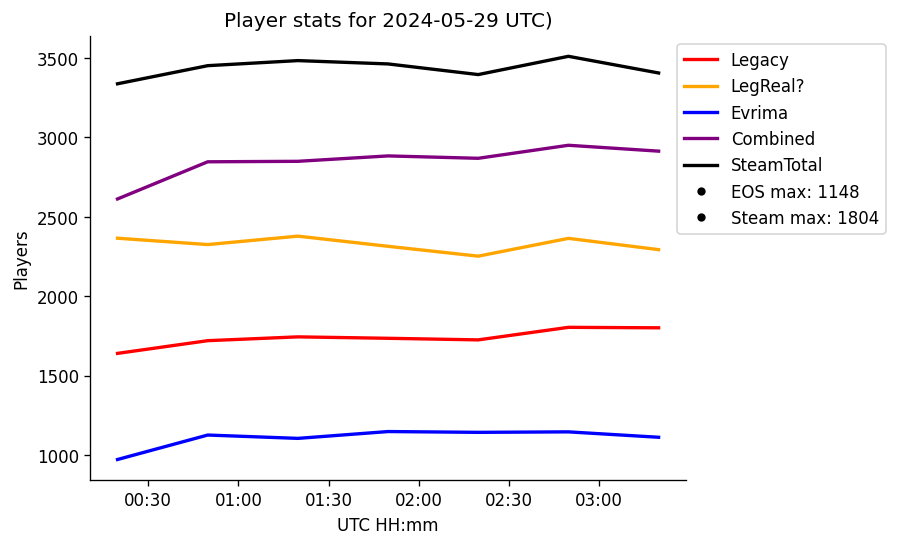 Player stats for 2024-05-29 UTC)
3500
3000
2500
2000
1500
1000
Players
00:30 01:00 01:30 02:00 02:30 03:00
UTC HH:mm
Legacy
LegReal?
Evrima
Combined
SteamTotal
EOS max: 1148
Steam max: 1804